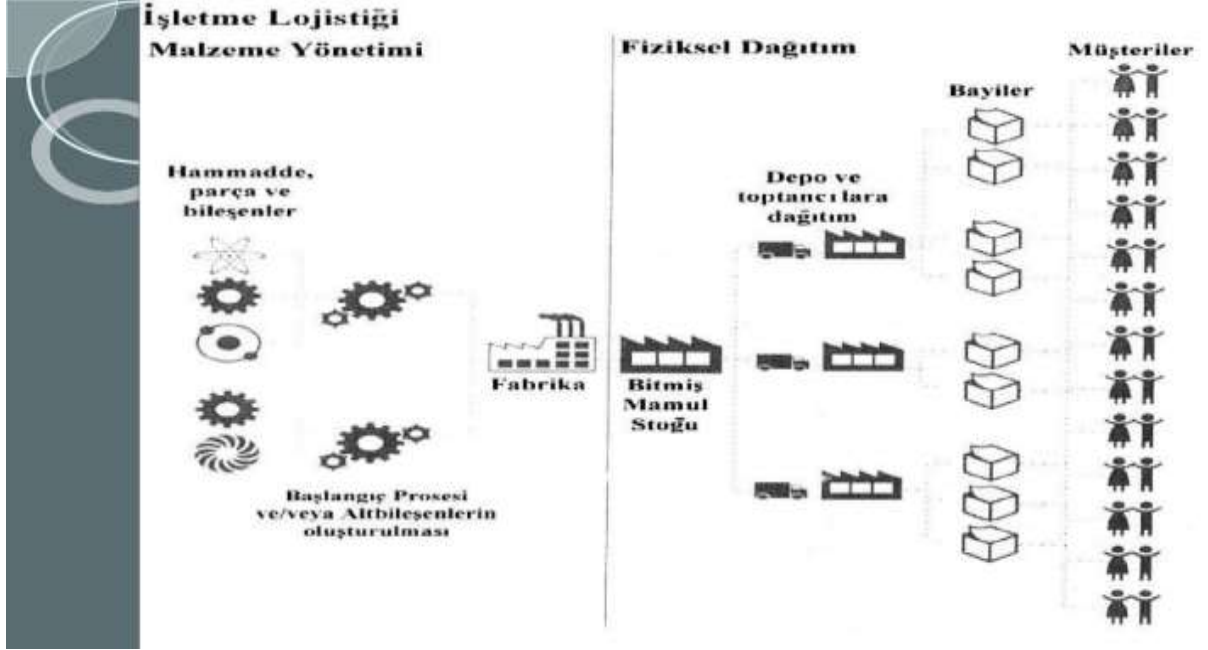 İşletme Lojistiği
Malzeme Yönetimi
Fiziksel Dağıtım
Müşteriler
Bayiler
Hammadde,
parça ve
bileşenler
Depo ve
toptancılara
dağıtım
Fabrika
Bitmiş
Mamul
Stoğu
Başlangıç Prosesi
ve/veya Altbileşenlerin
oluşturulması